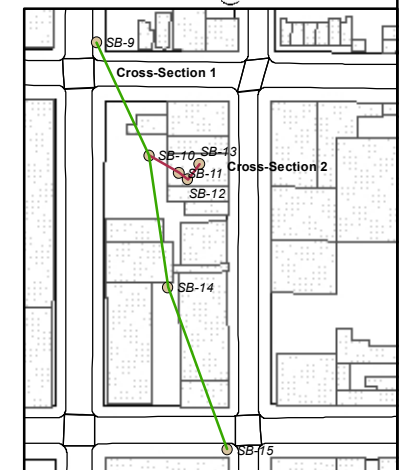 SB-9
Cross-Section 1
SB-10
SB-13
Cross-Section 2
SB-11
SB-12
SB-14
SB-15